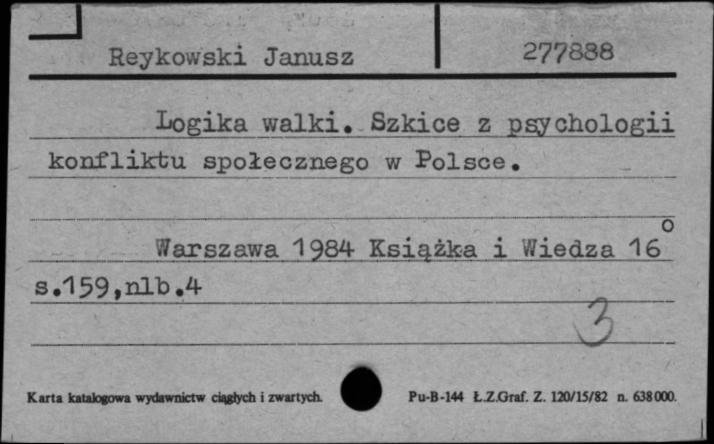 Reykowski Janusz 277888
Logika walki. Szkice z psychologii
konfliktu społecznego w Polsce.
Warszawa 1984 Książka i Wiedza 16°
s.159,nlb.4
3
Karta katalogowa wydawnictw ciągłych i zwartych. Pu-B-144 Ł.Z.Graf. Z. 120/15/82 n. 638000.